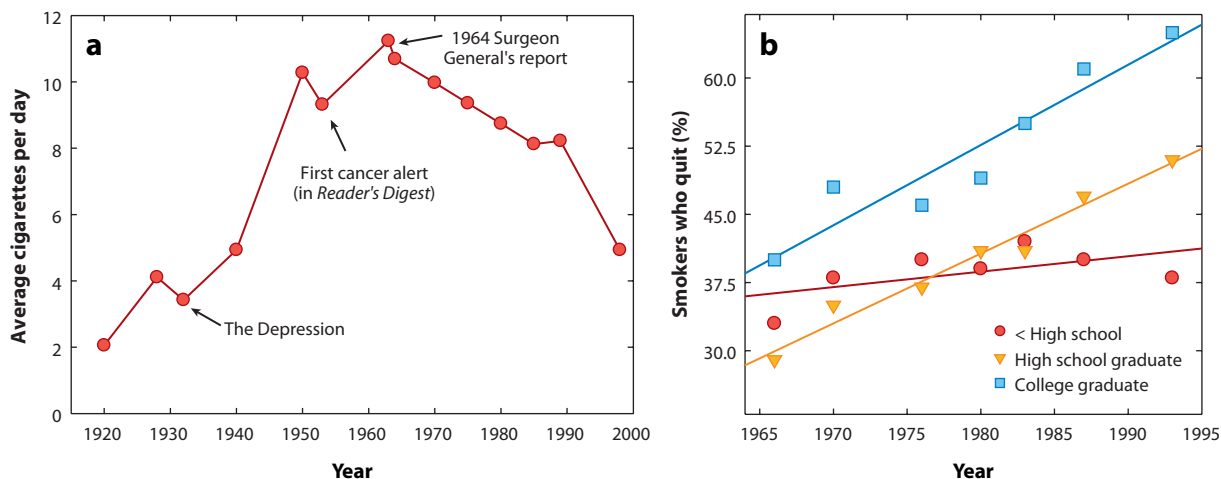 a
12
10
8
6
4
2
0
Average cigarettes per day
1964 Surgeon
General's report
First cancer alert
(in Reader's Digest)
The Depression
1920 1930 1940 1950 1960 1970 1980 1990 2000
Year
b
60.0
52.5
45.0
37.5
30.0
Smokers who quit (%)
< High school
High school graduate
College graduate
1965 1970 1975 1980 1985 1990 1995
Year